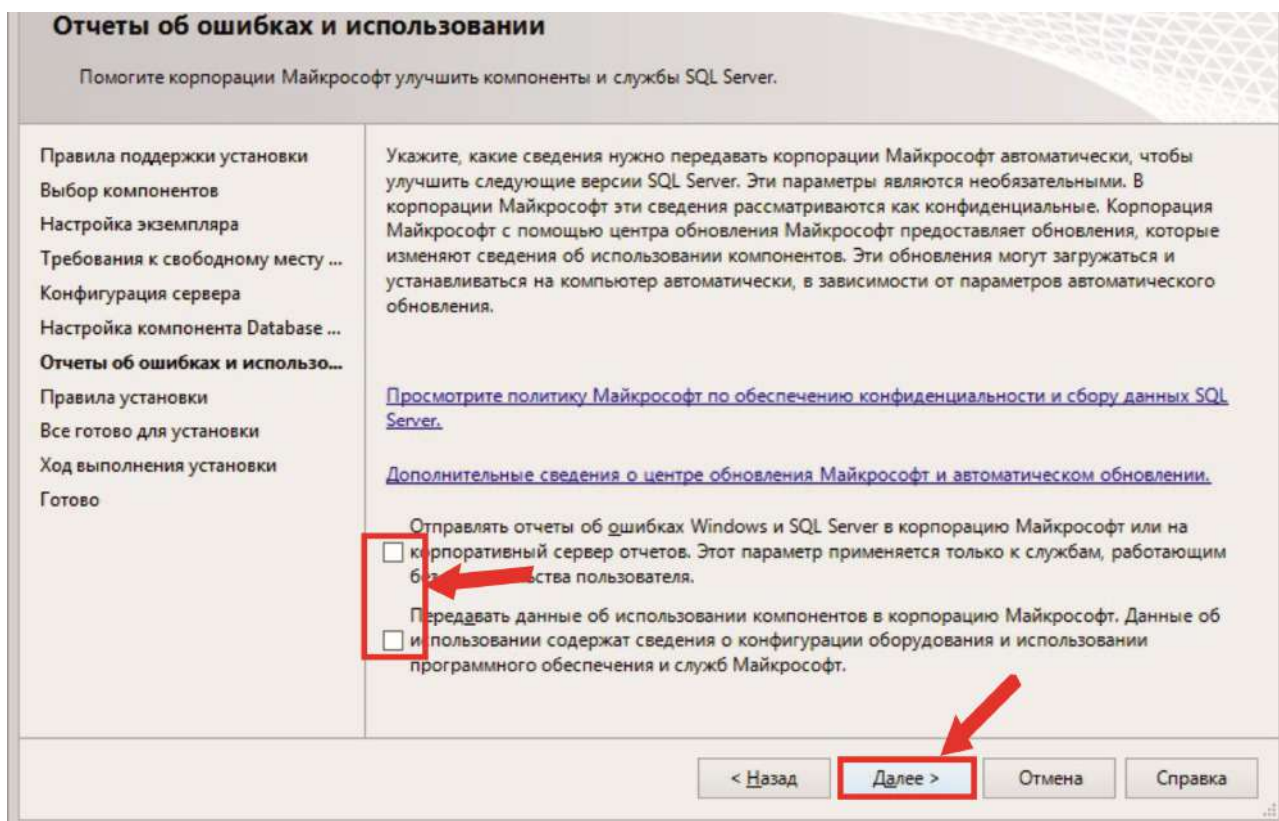 Отчеты об ошибках и использовании
Помогите корпорации Майкрософт улучшить компоненты и службы SQL Server.
Правила поддержки установки
Выбор компонентов
Настройка экземпляра
Требования к свободному месту ...
Конфигурация сервера
Настройка компонента Database ...
Отчеты об ошибках и использо...
Правила установки
Все готово для установки
Ход выполнения установки
Готово
Укажите, какие сведения нужно передавать корпорации Майкрософт автоматически, чтобы
улучшить следующие версии SQL Server. Эти параметры являются необязательными. В
корпорации Майкрософт эти сведения рассматриваются как конфиденциальные. Корпорация
Майкрософт с помощью центра обновления Майкрософт предоставляет обновления, которые
изменяют сведения об использовании компонентов. Эти обновления могут загружаться и
устанавливаться на компьютер автоматически, в зависимости от параметров автоматического
обновления.
Просмотрите политику Майкрософт по обеспечению конфиденциальности и сбору данных SQL
Server.
Дополнительные сведения о центре обновления Майкрософт и автоматическом обновлении.
Отправлять отчеты об ошибках Windows и SQL Server в корпорацию Майкрософт или на
корпоративный сервер отчетов. Этот параметр применяется только к службам, работающим
пользователя.
Передавать данные об использовании компонентов в корпорацию Майкрософт. Данные об
использовании содержат сведения о конфигурации оборудования и использовании
программного обеспечения и служб Майкрософт.
< Назад
Далее >
Отмена
Справка